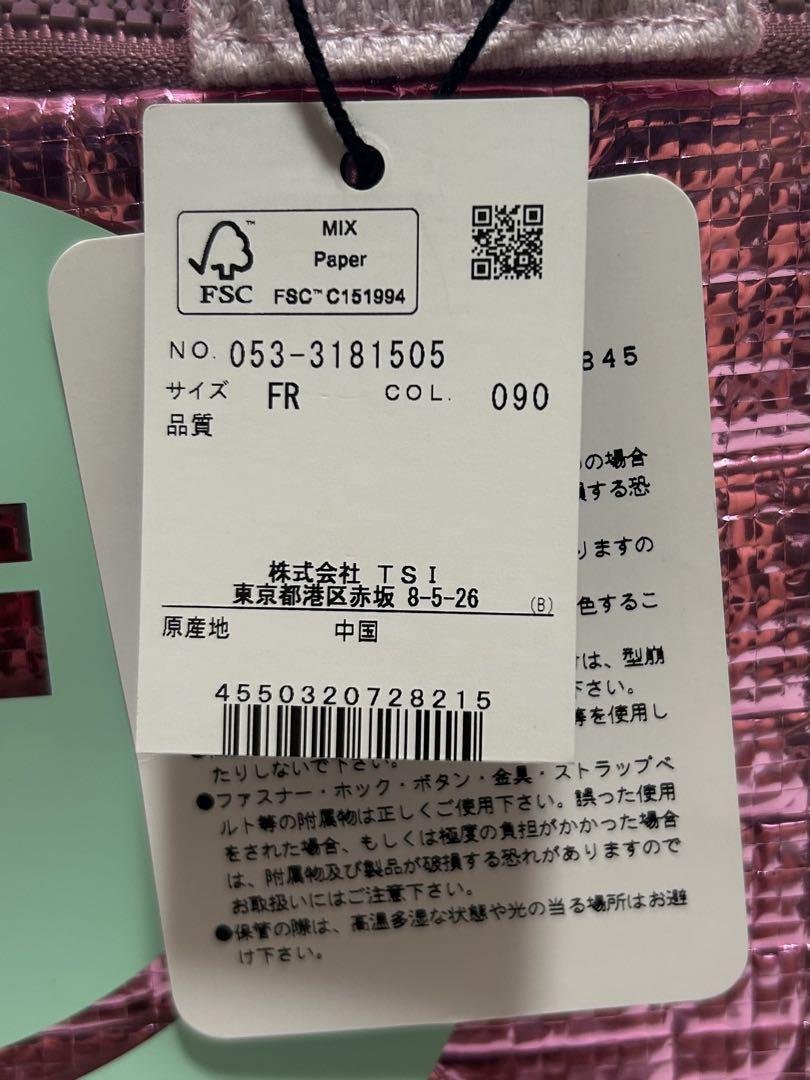 MIX
Paper
FSC™ C151994
FSC
NO. 053-3181505
サイズ FR COL. 090
品質
株式会社 TSI
東京都港区赤坂 8-5-26 (B)
原産地 中国
4550320728215
345
の場合
する恐
りますの
色するこ
は、型崩
下さい。
等を使用し
たりしないで下さい。
●ファスナー・ホック・ボタン・金具・ストラップベ
ルト等の附属物は正しくご使用下さい。誤った使用
をされた場合、もしくは極度の負担がかかった場合
は、附属物及び製品が破損する恐れがありますので
お取扱いにはご注意下さい。
●保管の際は、高温多湿な状態や光の当る場所はお避
け下さい。